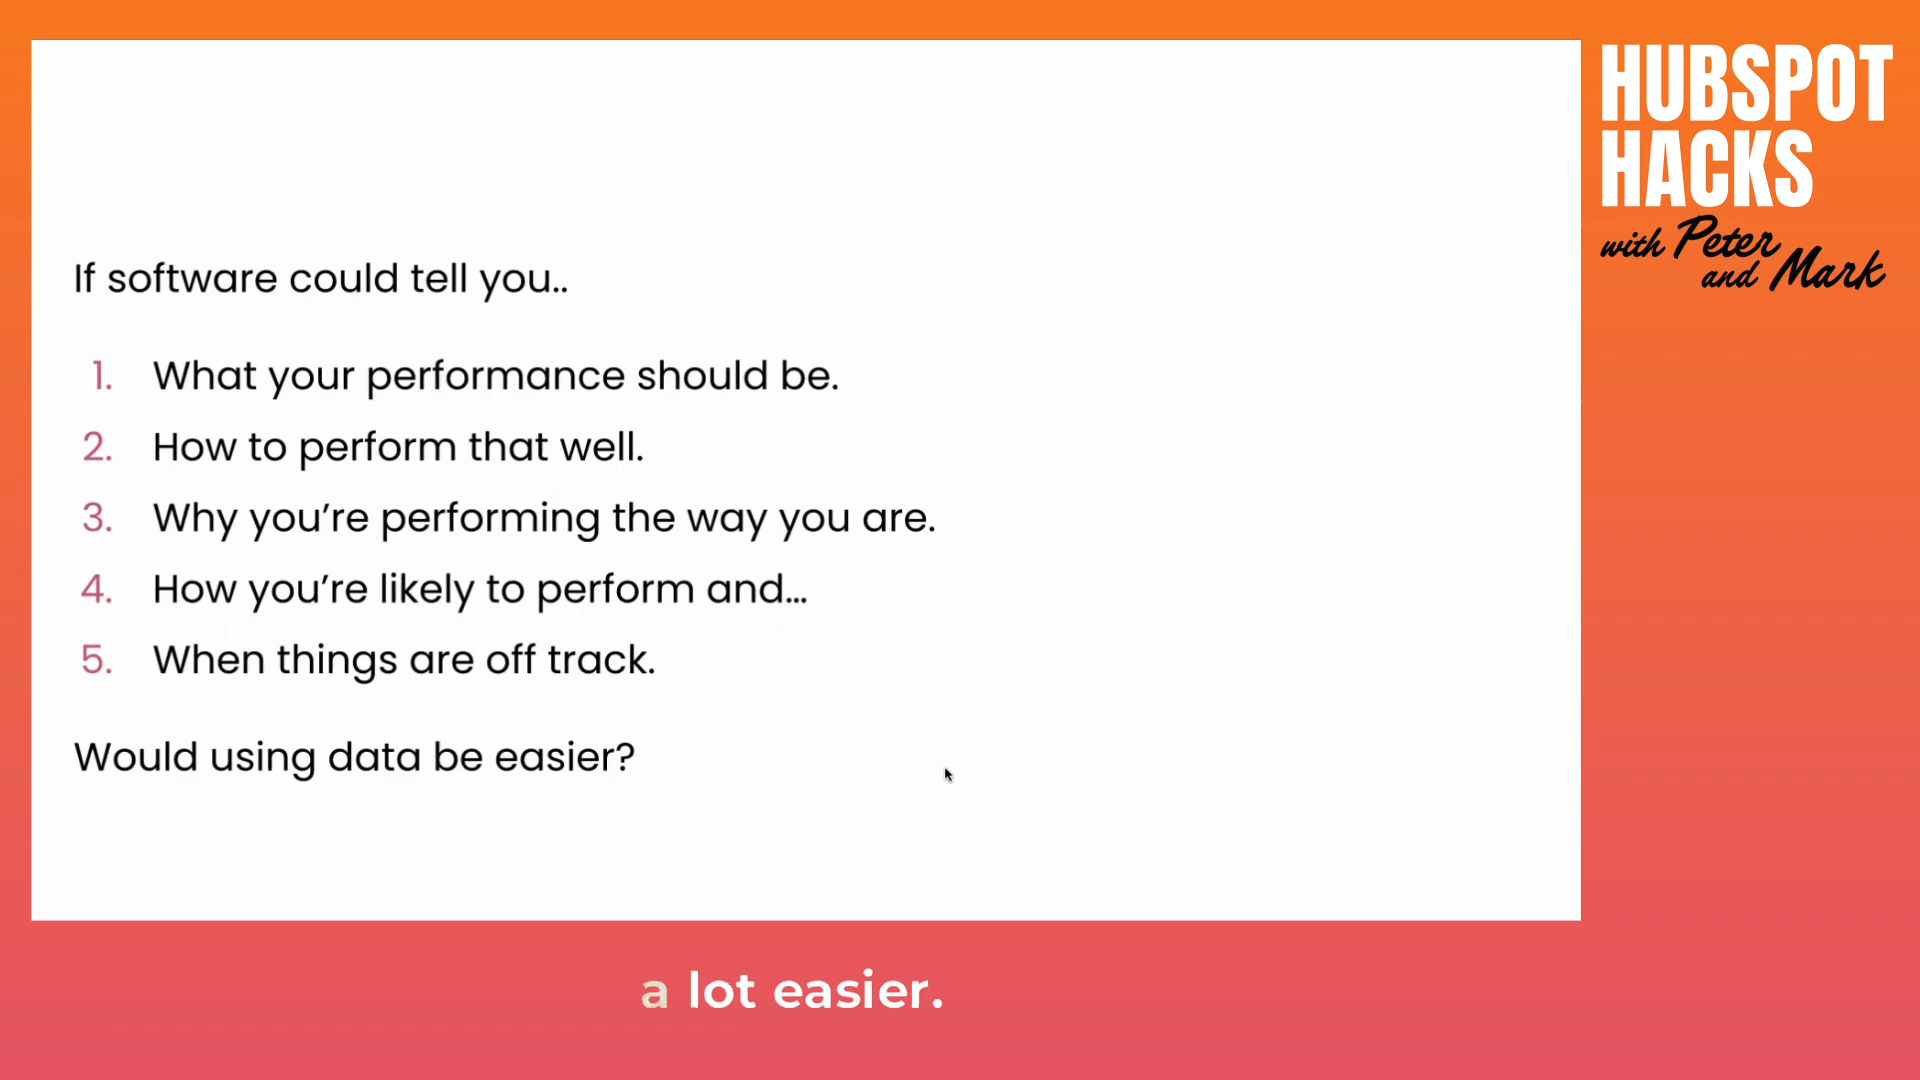 If software could tell you..
1. What your performance should be.
2. How to perform that well.
3. Why you’re performing the way you are.
4. How you’re likely to perform and...
5. When things are off track.
Would using data be easier?
HUBSPOT
HACKS
with Peter
and Mark
a lot easier.